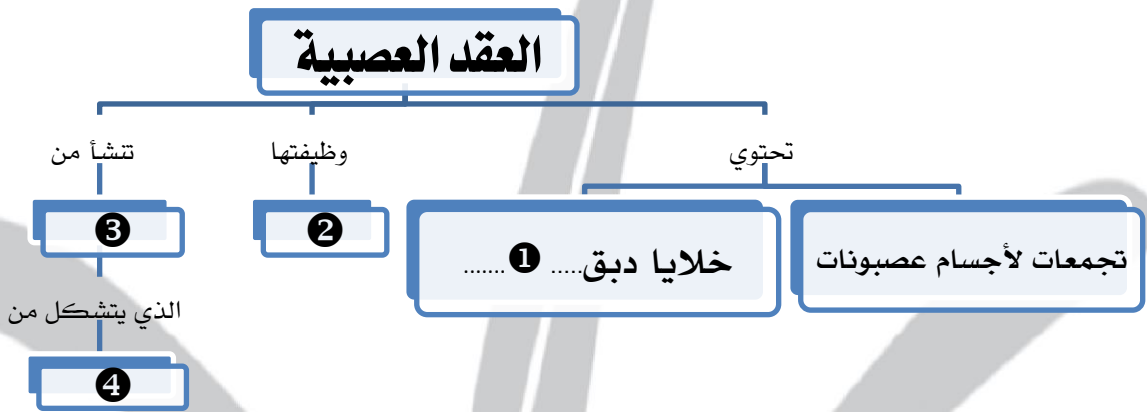 العقد العصبية
تحتوي
وظيفتها
تنشأ من
تجمعات لأجسام عصبونات
خلايا دبق..... ❶ .......
❷
❸
الذي يتشكل من
❹